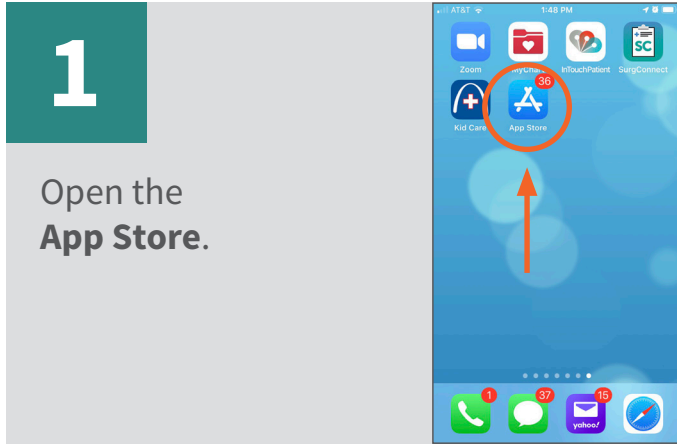 1
Open the
App Store.
AT&T 1:48 PM
Zoom MyChart InTouchPatient SurgConnect
SC
36
Kid Care App Store
1 37 15
yahoo!